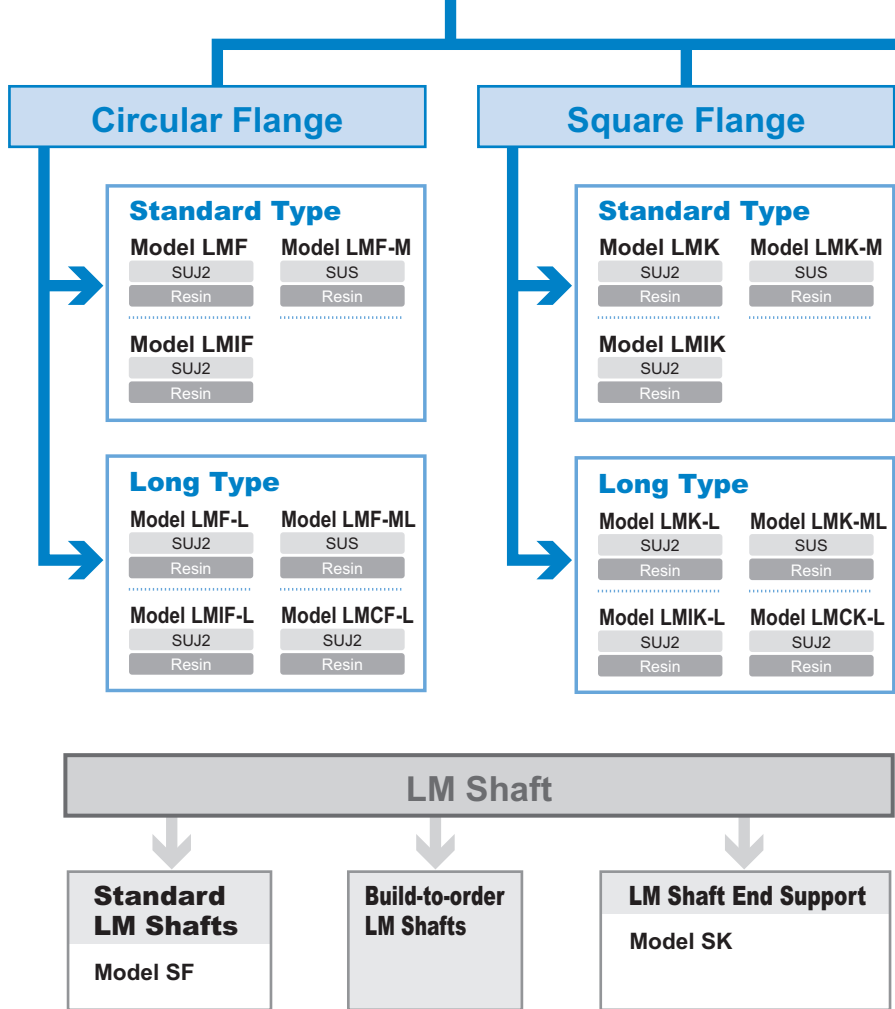 Circular Flange
Standard Type
Model LMF Model LMF-M
SUJ2 SUS
Resin Resin
Model LMIF
SUJ2
Resin
Long Type
Model LMF-L Model LMF-ML
SUJ2 SUS
Resin Resin
Model LMIF-L Model LMCF-L
SUJ2 SUJ2
Resin Resin
Square Flange
Standard Type
Model LMK Model LMK-M
SUJ2 SUS
Resin Resin
Model LMIK
SUJ2
Resin
Long Type
Model LMK-L Model LMK-ML
SUJ2 SUS
Resin Resin
Model LMIK-L Model LMCK-L
SUJ2 SUJ2
Resin Resin
LM Shaft
Standard
LM Shafts
Model SF
Build-to-order
LM Shafts
LM Shaft End Support
Model SK